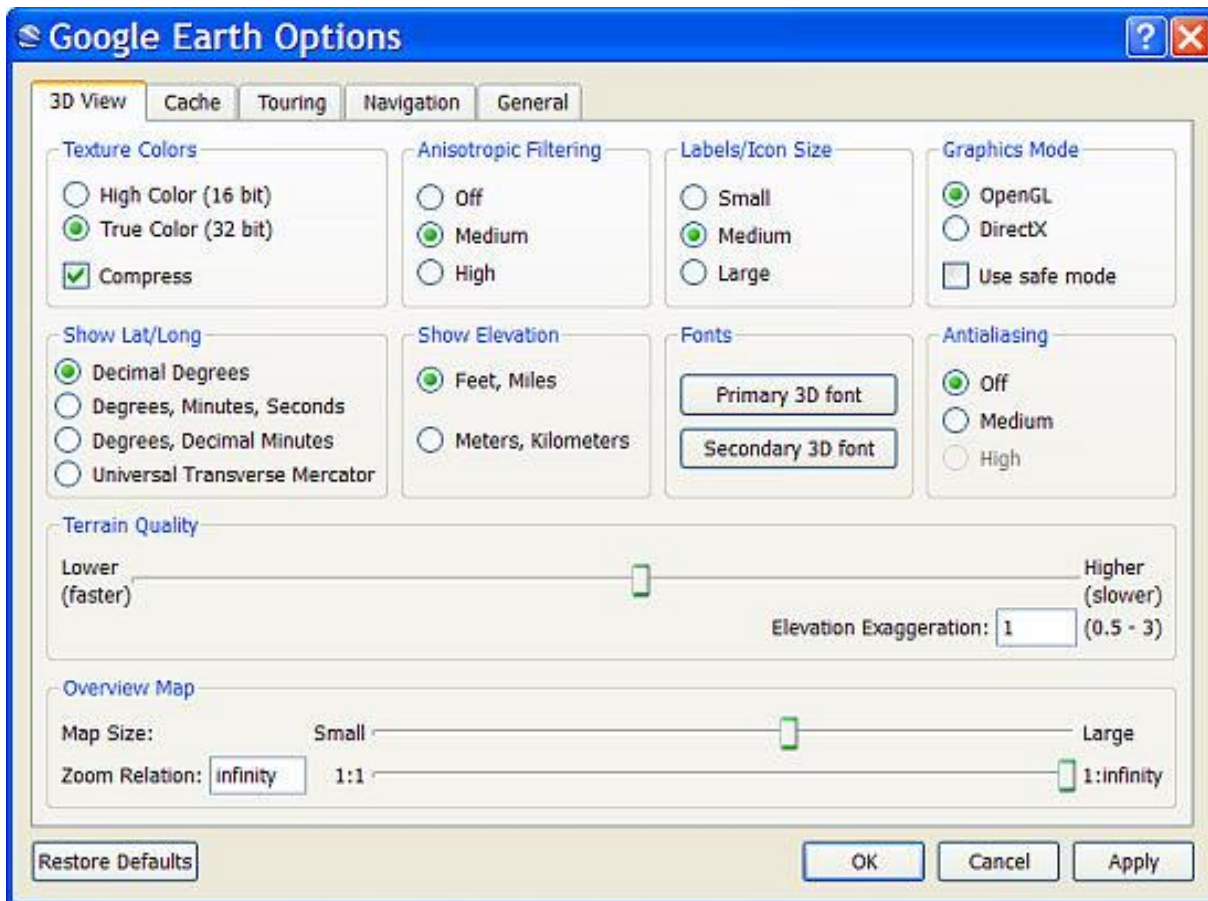 Google Earth Options
3D View Cache Touring Navigation General
Texture Colors
High Color (16 bit)
True Color (32 bit)
Compress
Anisotropic Filtering
Off
Medium
High
Labels/Icon Size
Small
Medium
Large
Graphics Mode
OpenGL
DirectX
Use safe mode
Show Lat/Long
Decimal Degrees
Degrees, Minutes, Seconds
Degrees, Decimal Minutes
Universal Transverse Mercator
Show Elevation
Feet, Miles
Meters, Kilometers
Fonts
Primary 3D font
Secondary 3D font
Antialiasing
Off
Medium
High
Terrain Quality
Lower
(faster)
Higher
(slower)
Elevation Exaggeration: 1 (0.5 - 3)
Overview Map
Map Size: Small Large
Zoom Relation: infinity 1:1 1:infinity
Restore Defaults OK Cancel Apply